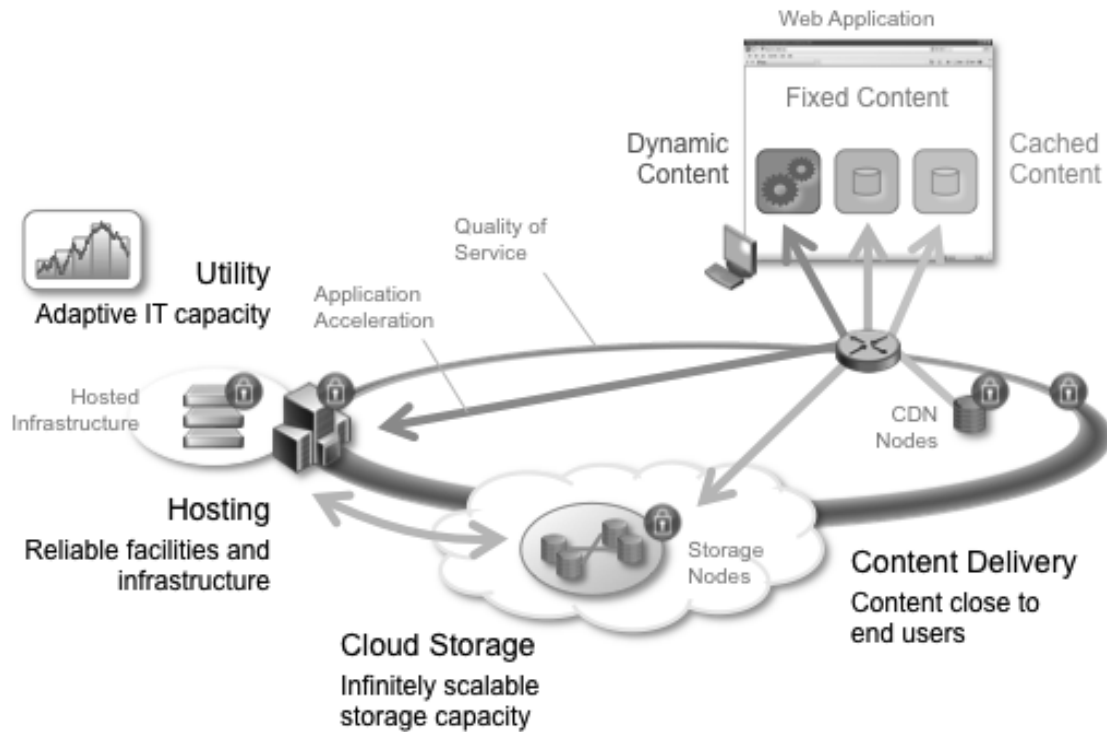 Web Application
Fixed Content
Dynamic
Content
Cached
Content
Quality of
Service
Utility
Adaptive IT capacity
Application
Acceleration
Hosted
Infrastructure
CDN
Nodes
Hosting
Reliable facilities and
infrastructure
Storage
Nodes
Content Delivery
Content close to
end users
Cloud Storage
Infinitely scalable
storage capacity